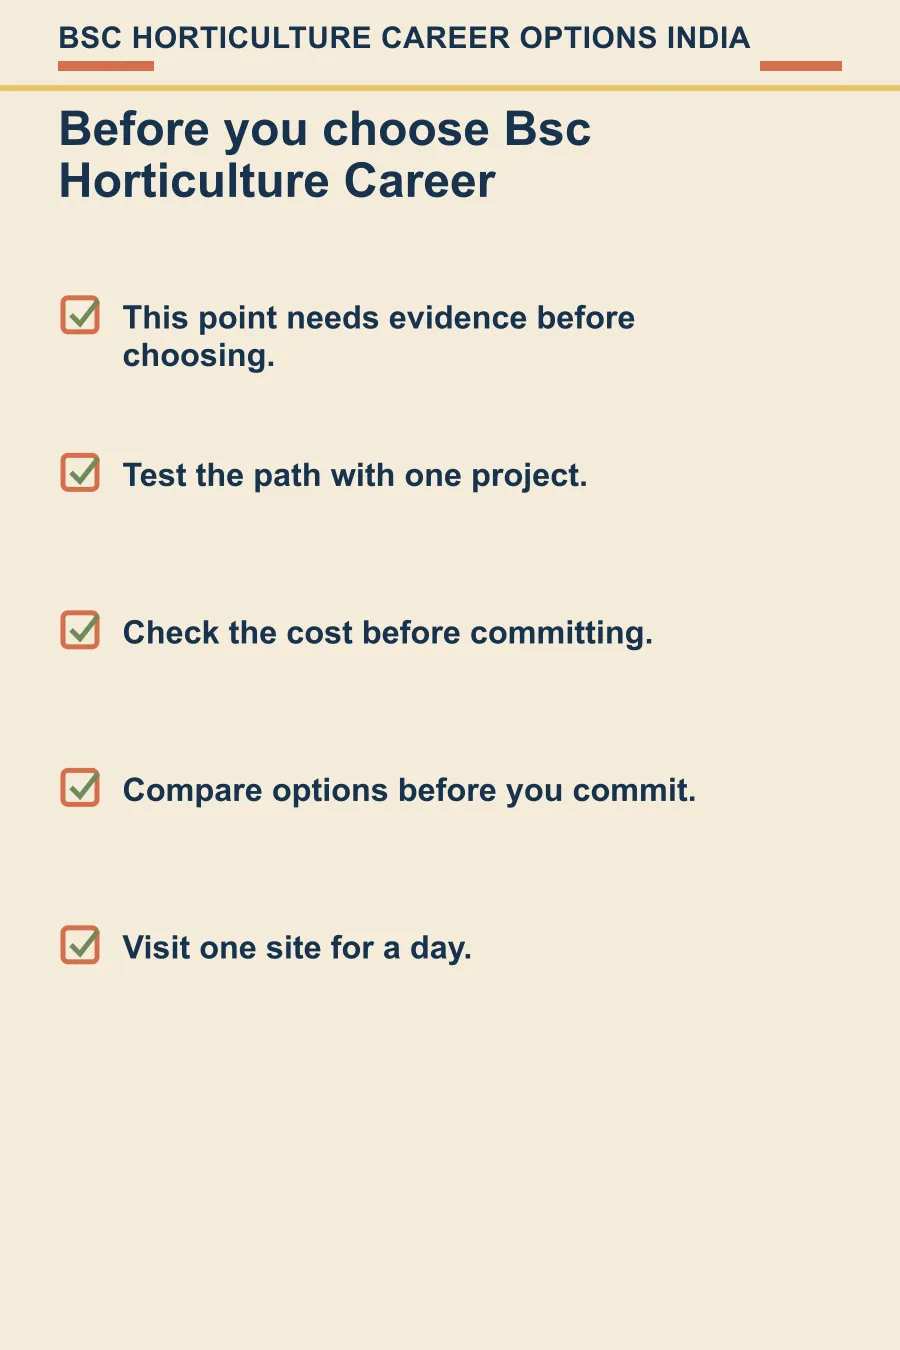 BSC HORTICULTURE CAREER OPTIONS INDIA
Before you choose Bsc
Horticulture Career
This point needs evidence before
choosing.
Test the path with one project.
Check the cost before committing.
Compare options before you commit.
Visit one site for a day.